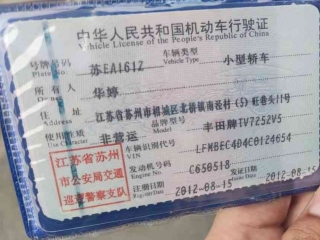 中华人民共和国机动车行驶证
Vehicle License of the People's Republic of China
号牌号码 Plate No. 苏EA161Z 车辆类型 Vehicle Type 小型轿车
所有人 Owner 华婷
住址 Address 江苏省苏州市相城区北桥镇南
使用性质 Use Character 非营运 品牌型号 Model 丰田牌TV7252V5
江苏省苏州市公安局交通巡逻警察支队
车辆识别代号 VIN LFMBEC4D4C0124654
发动机号码 Engine No. C650518
注册日期 2012-08-15 发证日期 2012-08-15